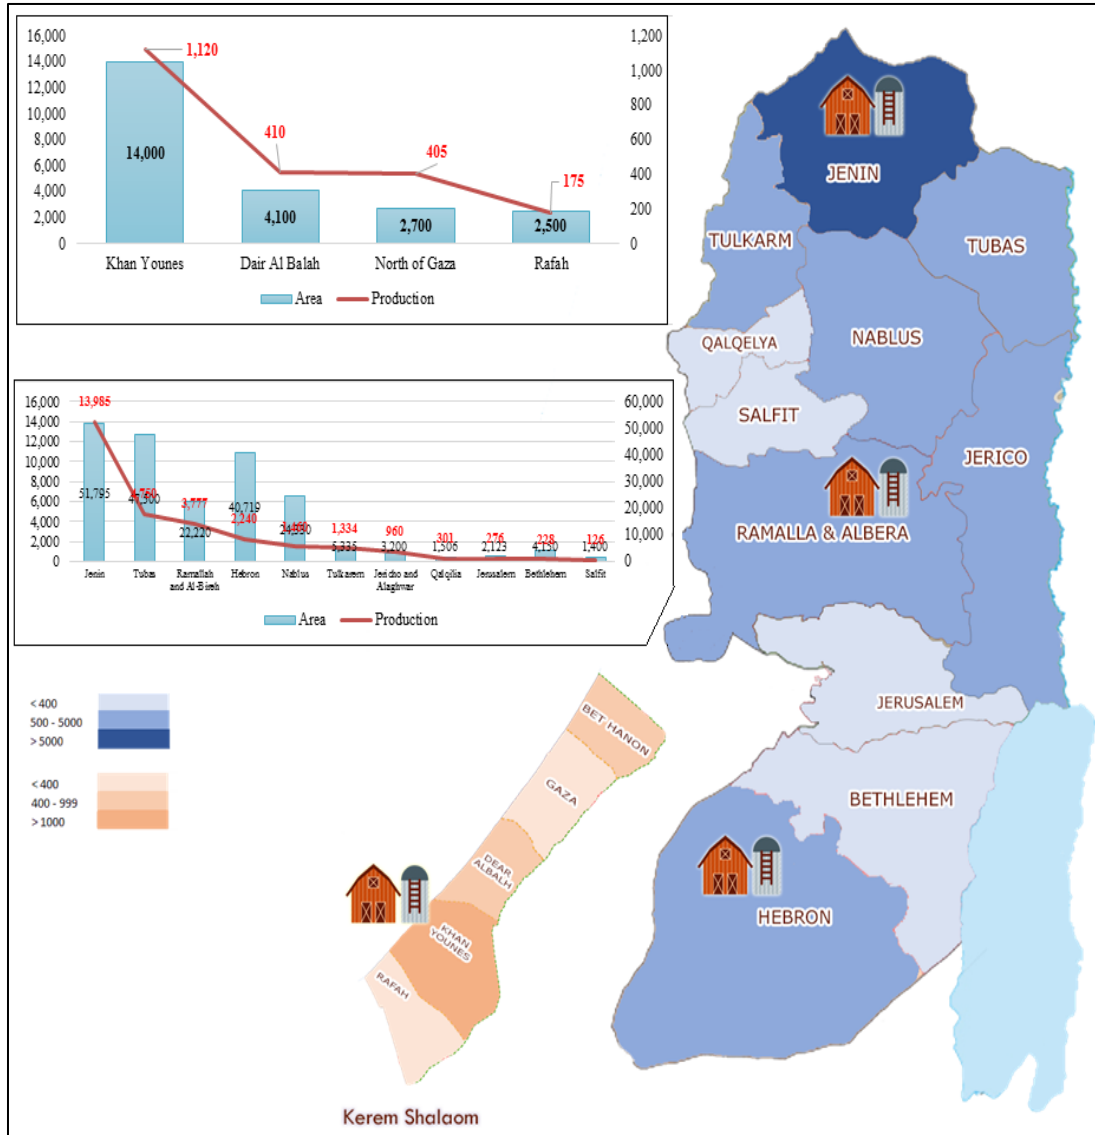 16,000
14,000
12,000
10,000
8,000
6,000
4,000
2,000
0
1,200
1,000
800
600
400
200
0
1,120
410
405
175
14,000
4,100
2,700
2,500
Khan Younes
Dair Al Balah
North of Gaza
Rafah
Area
Production
16,000
14,000
12,000
10,000
8,000
6,000
4,000
2,000
0
60,000
50,000
40,000
30,000
20,000
10,000
0
13,985
3,777
2,240
1,334
960
301
276
228
126
51,795
22,220
40,719
5,335
3,200
1,506
2,123
4,150
1,400
Jenin
Tubas
Ramallah
and Al-Bireh
Hebron
Nablus
Tulkarem
Jericho and
Alaghwar
Qalqilia
Jerusalem
Bethlehem
Salfit
Area
Production
< 400
500 - 5000
> 5000
< 400
400 - 999
> 1000
JENIN
TULKARM
TUBAS
QALQELYA
NABLUS
SALFIT
JERICO
RAMALLA & ALBERA
JERUSALEM
BETHLEHEM
HEBRON
BET HANON
GAZA
DEAR
ALBALH
KHAN
YOUNES
RAFAH
Kerem Shalaom